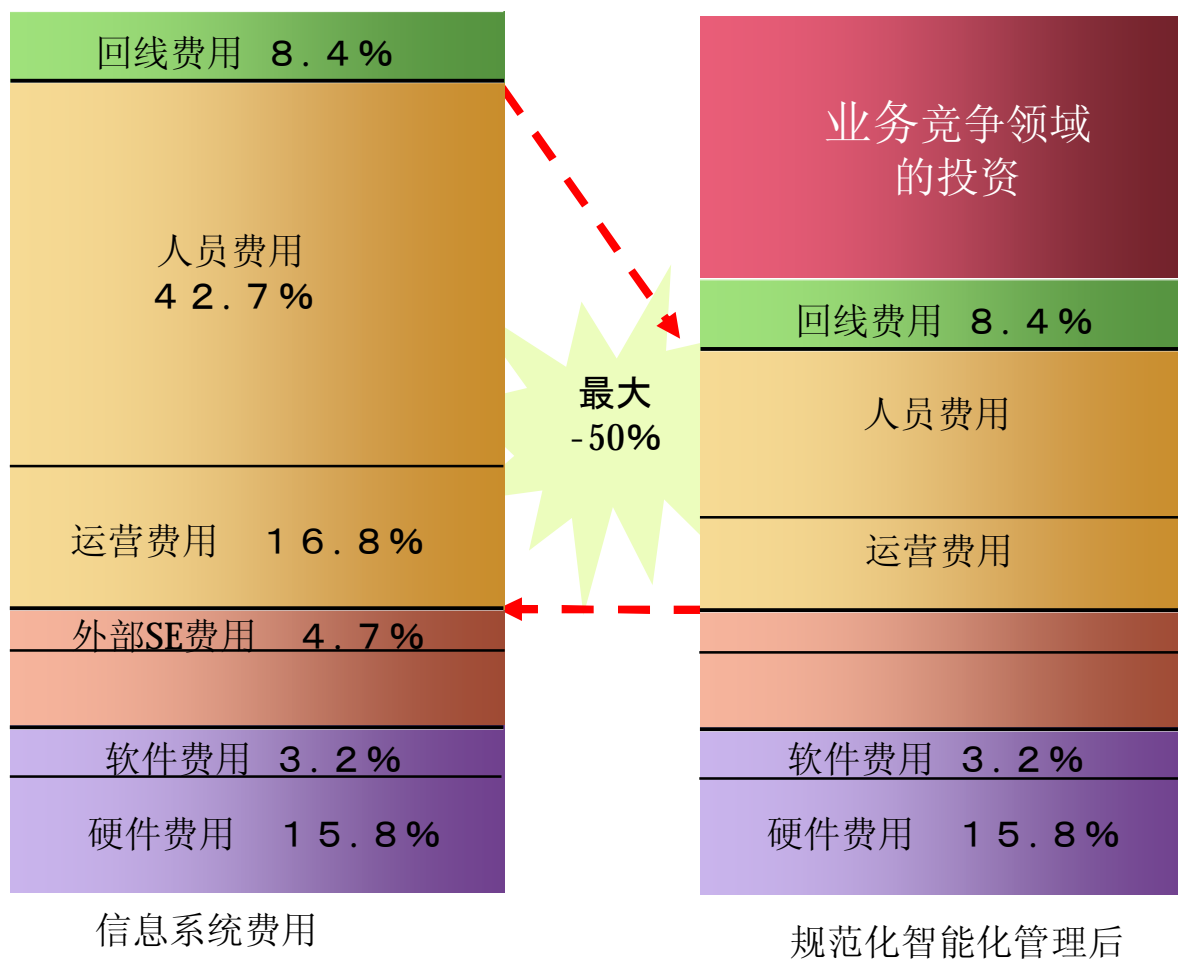 回线费用 8.4%
人员费用
42.7%
运营费用 16.8%
外部SE费用 4.7%
软件费用 3.2%
硬件费用 15.8%
信息系统费用
最大
-50%
业务竞争领域
的投资
回线费用 8.4%
人员费用
运营费用
软件费用 3.2%
硬件费用 15.8%
规范化智能化管理后